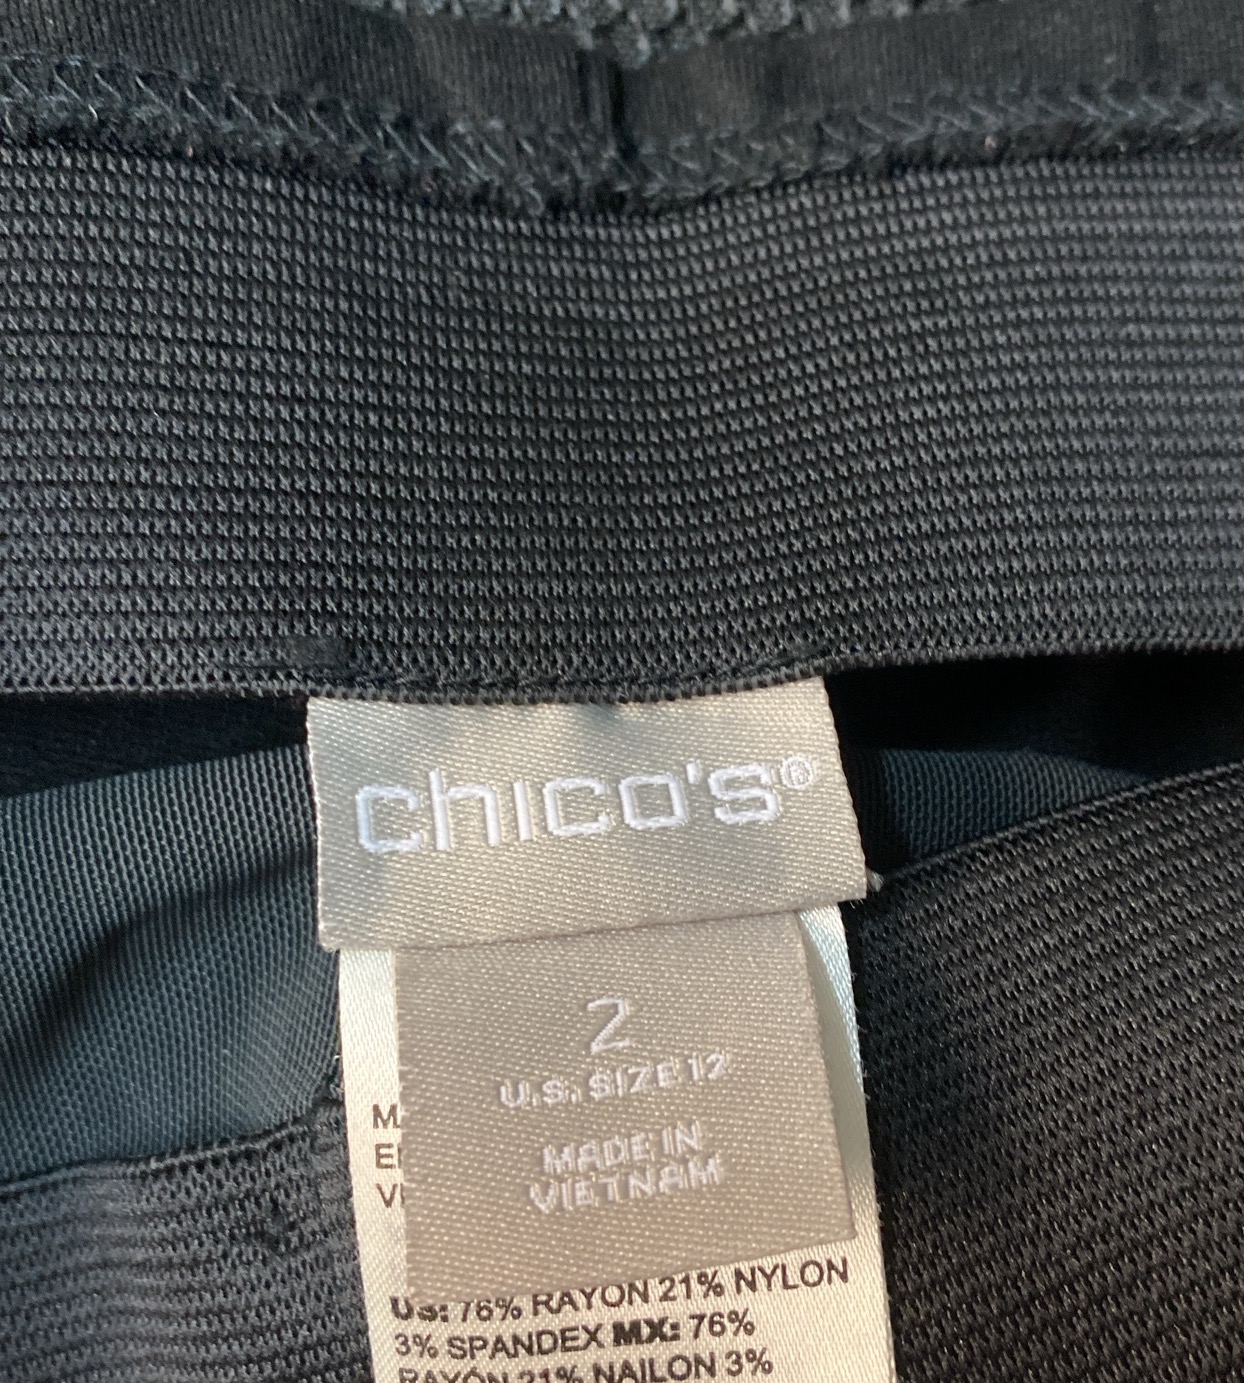 chico's®
2
U.S. SIZE 12
MADE IN
VIETNAM
M
E
V
US: 76% RAYON 21% NYLON
3% SPANDEX MX: 76%
RAYÓN 21% NAILON 3%